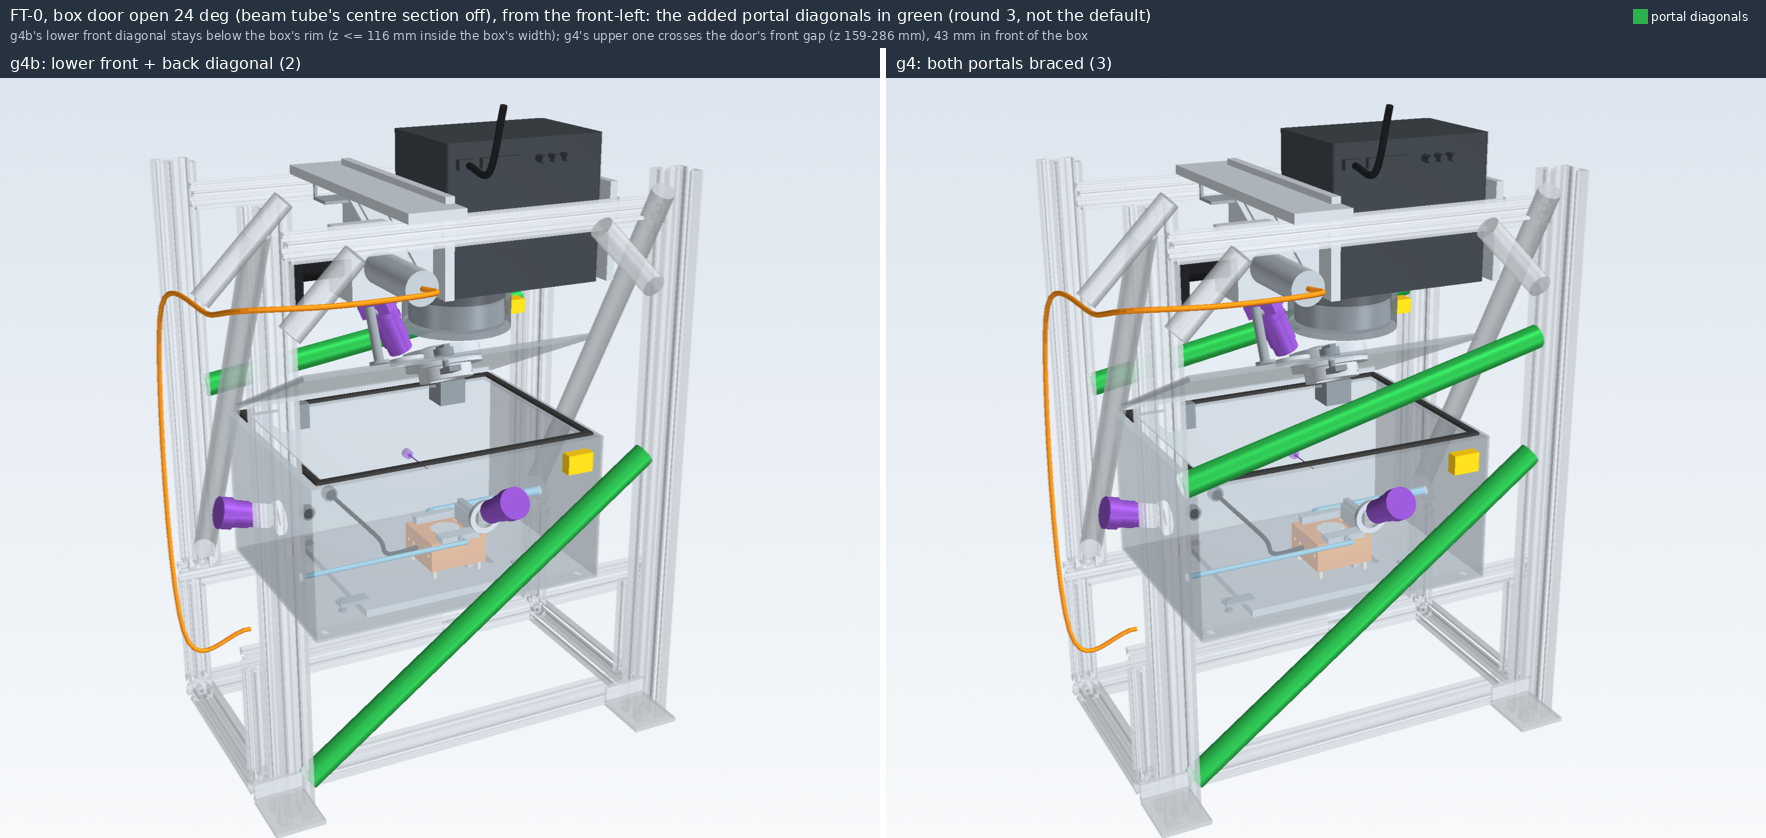 FT-0, box door open 24 deg (beam tube's centre section off), from the front-left: the added portal diagonals in green (round 3, not the default)
portal diagonals
g4b's lower front diagonal stays below the box's rim (z <= 116 mm inside the box's width); g4's upper one crosses the door's front gap (z 159-286 mm), 43 mm in front of the box
g4b: lower front + back diagonal (2)
g4: both portals braced (3)